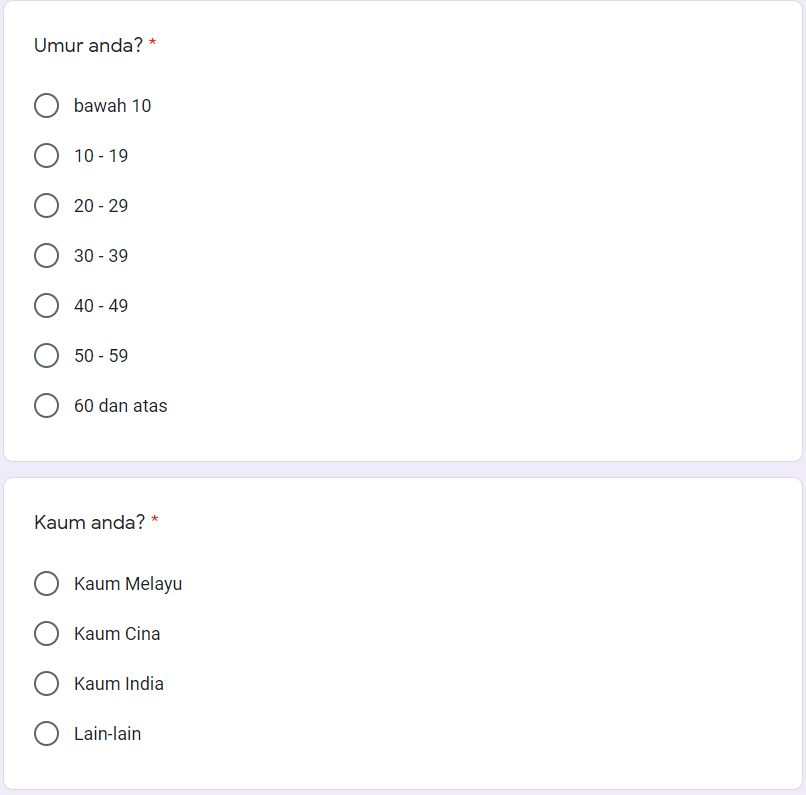 Umur anda? *
bawah 10
10 - 19
20 - 29
30 - 39
40 - 49
50 - 59
60 dan atas
Kaum anda? *
Kaum Melayu
Kaum Cina
Kaum India
Lain-lain